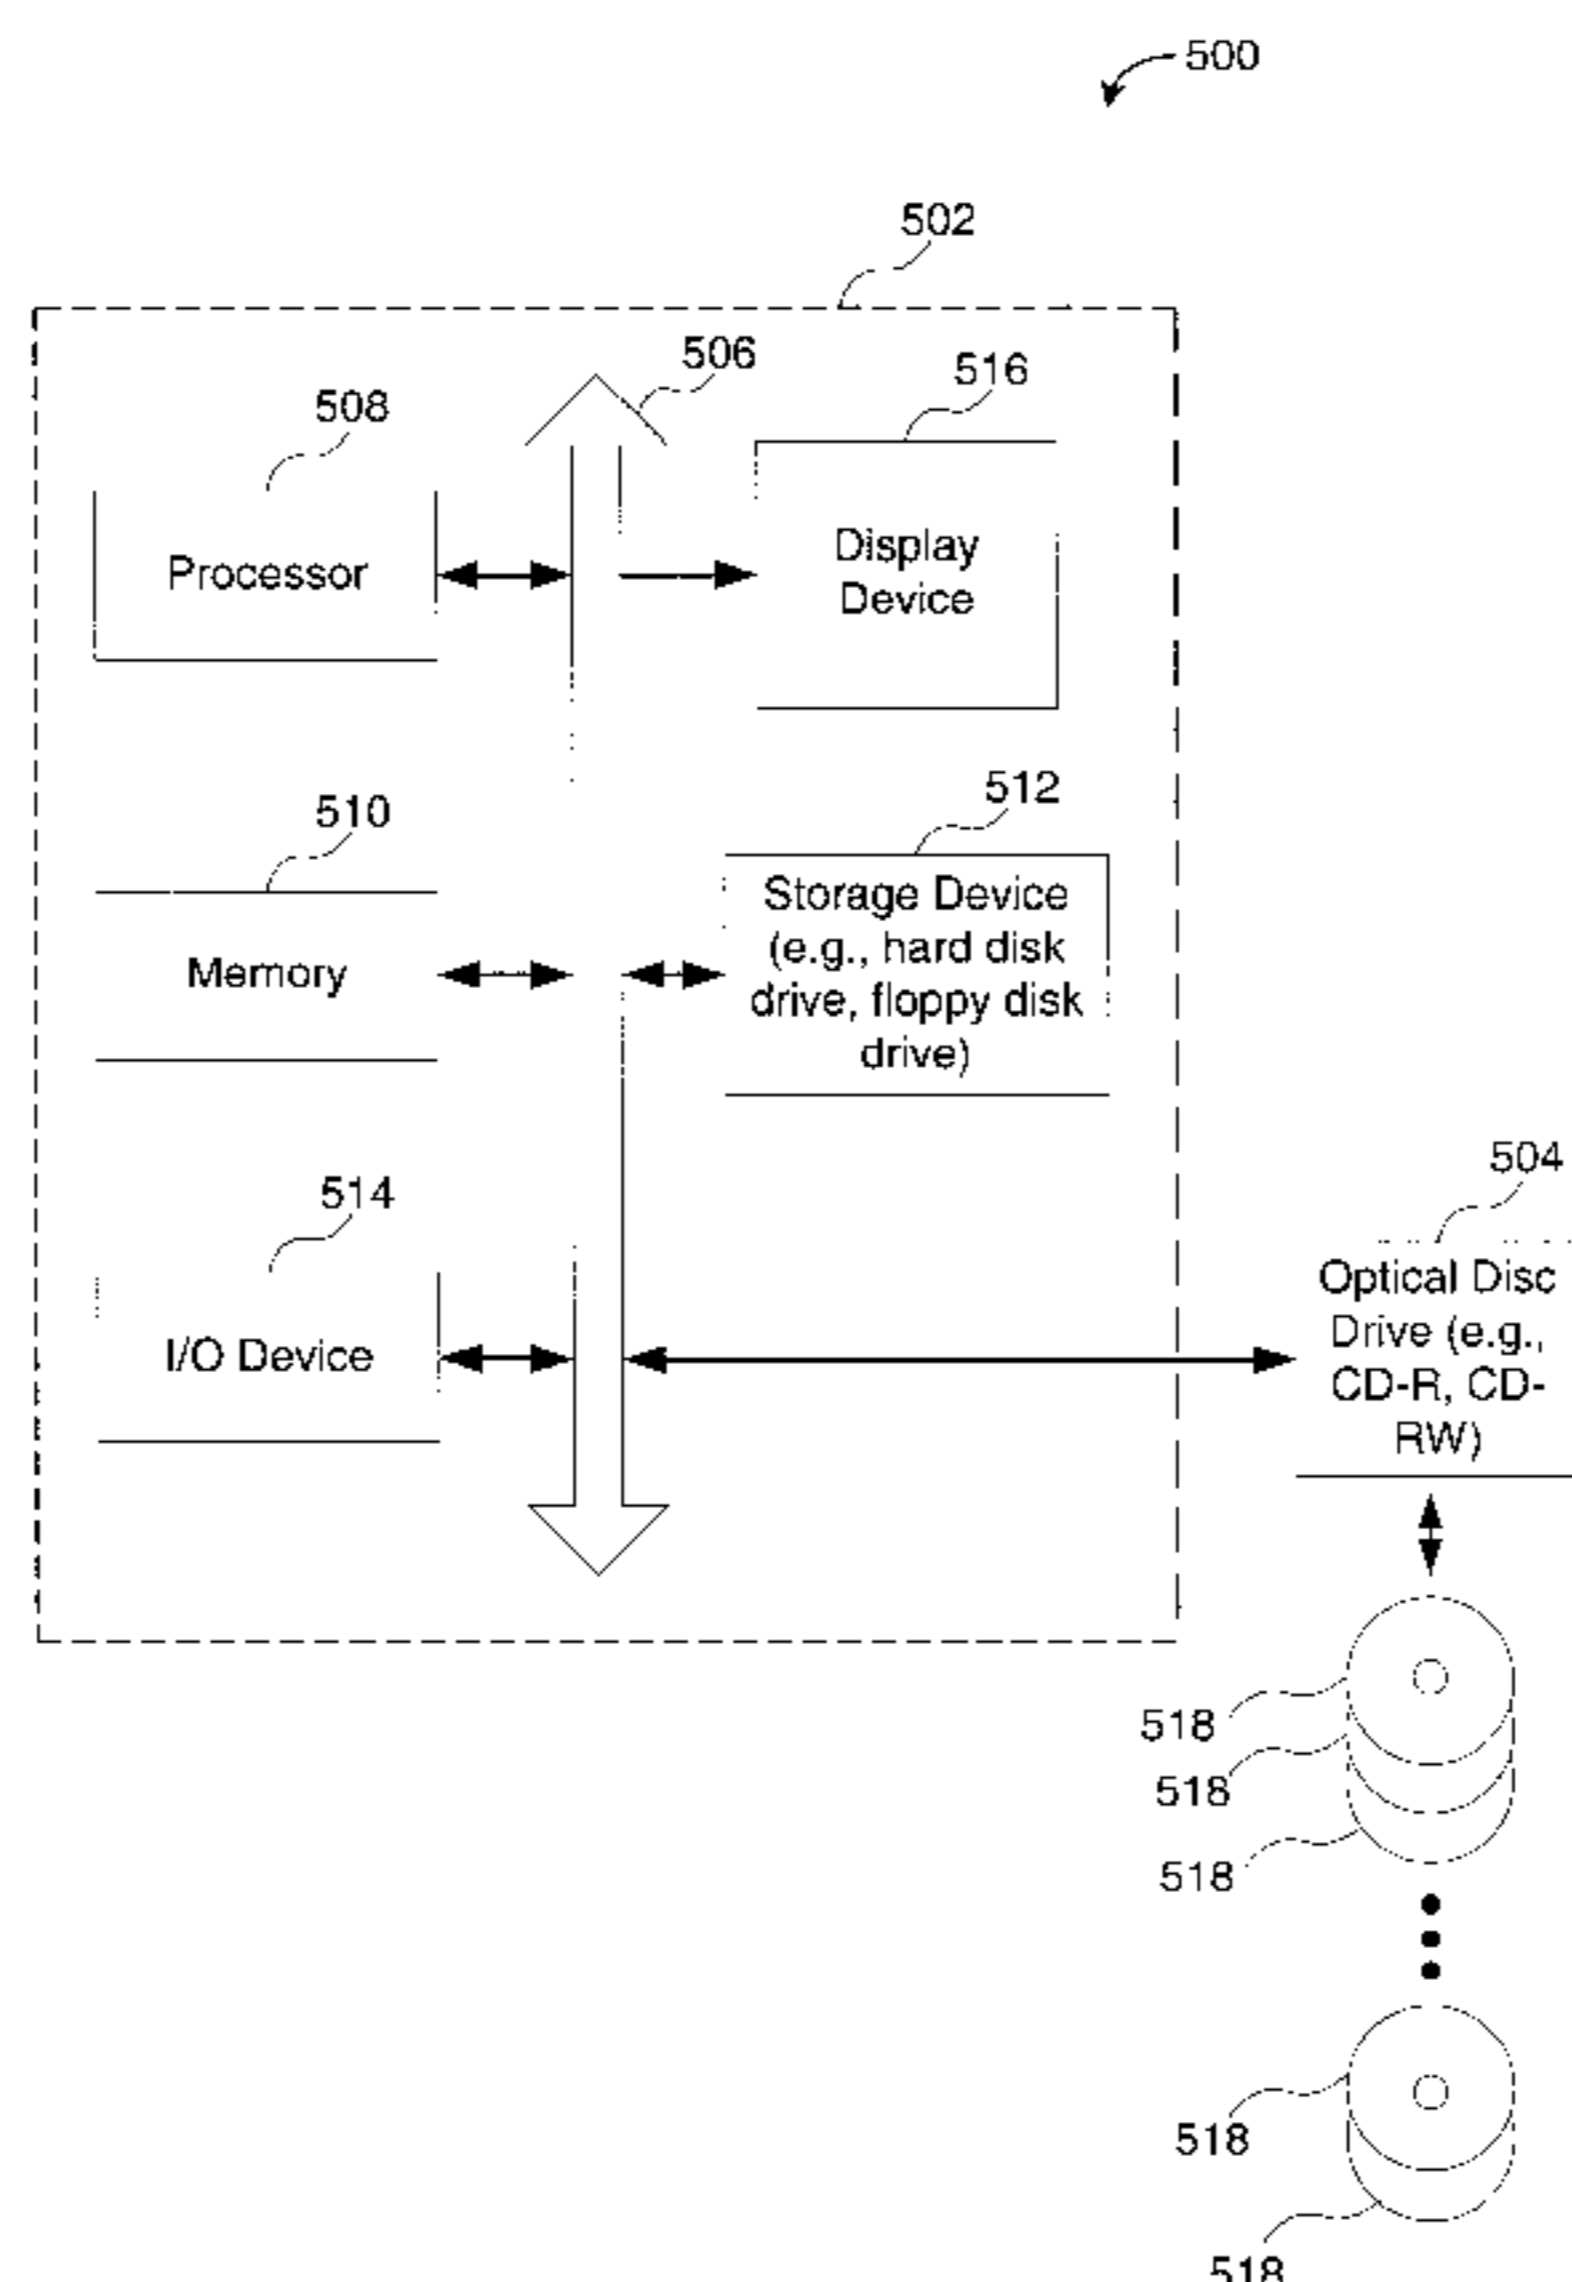 500
502
506
516
508
Processor
Display
Device
512
510
Storage Device
(e.g., hard disk
drive, floppy disk
drive)
Memory
504
514
Optical Disc
Drive (e.g.,
CD-R, CD-
RW)
I/O Device
518
518
518
518
518